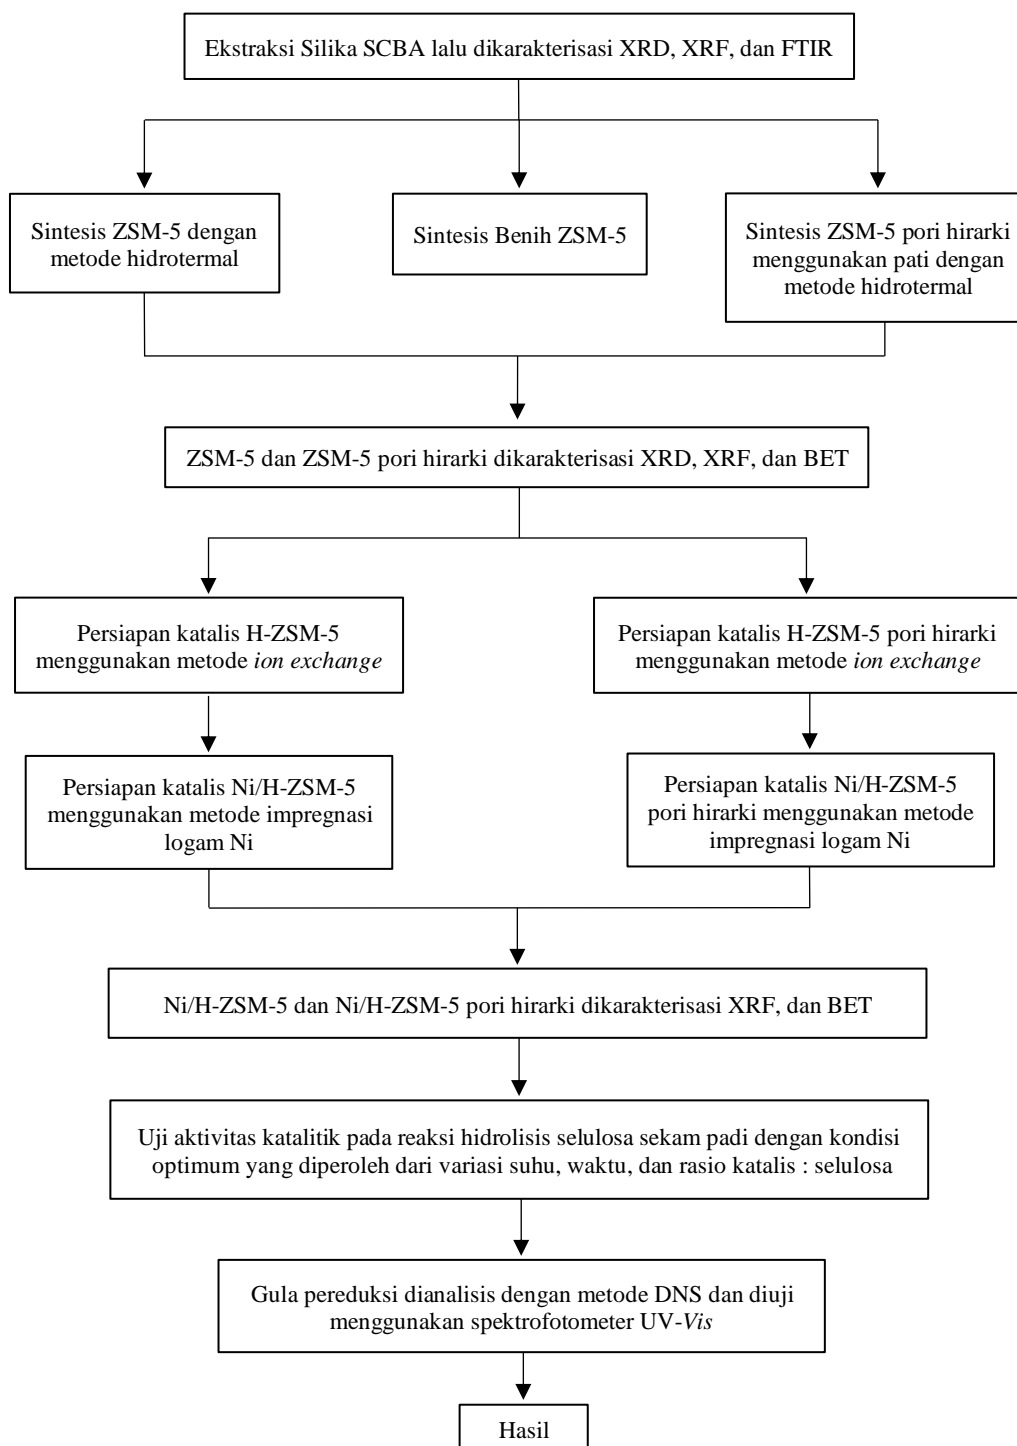 Ekstraksi Silika SCBA lalu dikarakterisasi XRD, XRF, dan FTIR
Sintesis ZSM-5 dengan
metode hidrotermal
Sintesis Benih ZSM-5
Sintesis ZSM-5 pori hirarki
menggunakan pati dengan
metode hidrotermal
ZSM-5 dan ZSM-5 pori hirarki dikarakterisasi XRD, XRF, dan BET
Persiapan katalis H-ZSM-5
menggunakan metode ion exchange
Persiapan katalis H-ZSM-5 pori hirarki
menggunakan metode ion exchange
Persiapan katalis Ni/H-ZSM-5
menggunakan metode impregnasi
logam Ni
Persiapan katalis Ni/H-ZSM-5
pori hirarki menggunakan metode
impregnasi logam Ni
Ni/H-ZSM-5 dan Ni/H-ZSM-5 pori hirarki dikarakterisasi XRF, dan BET
Uji aktivitas katalitik pada reaksi hidrolisis selulosa sekam padi dengan kondisi
optimum yang diperoleh dari variasi suhu, waktu, dan rasio katalis : selulosa
Gula pereduksi dianalisis dengan metode DNS dan diuji
menggunakan spektrofotometer UV-Vis
Hasil